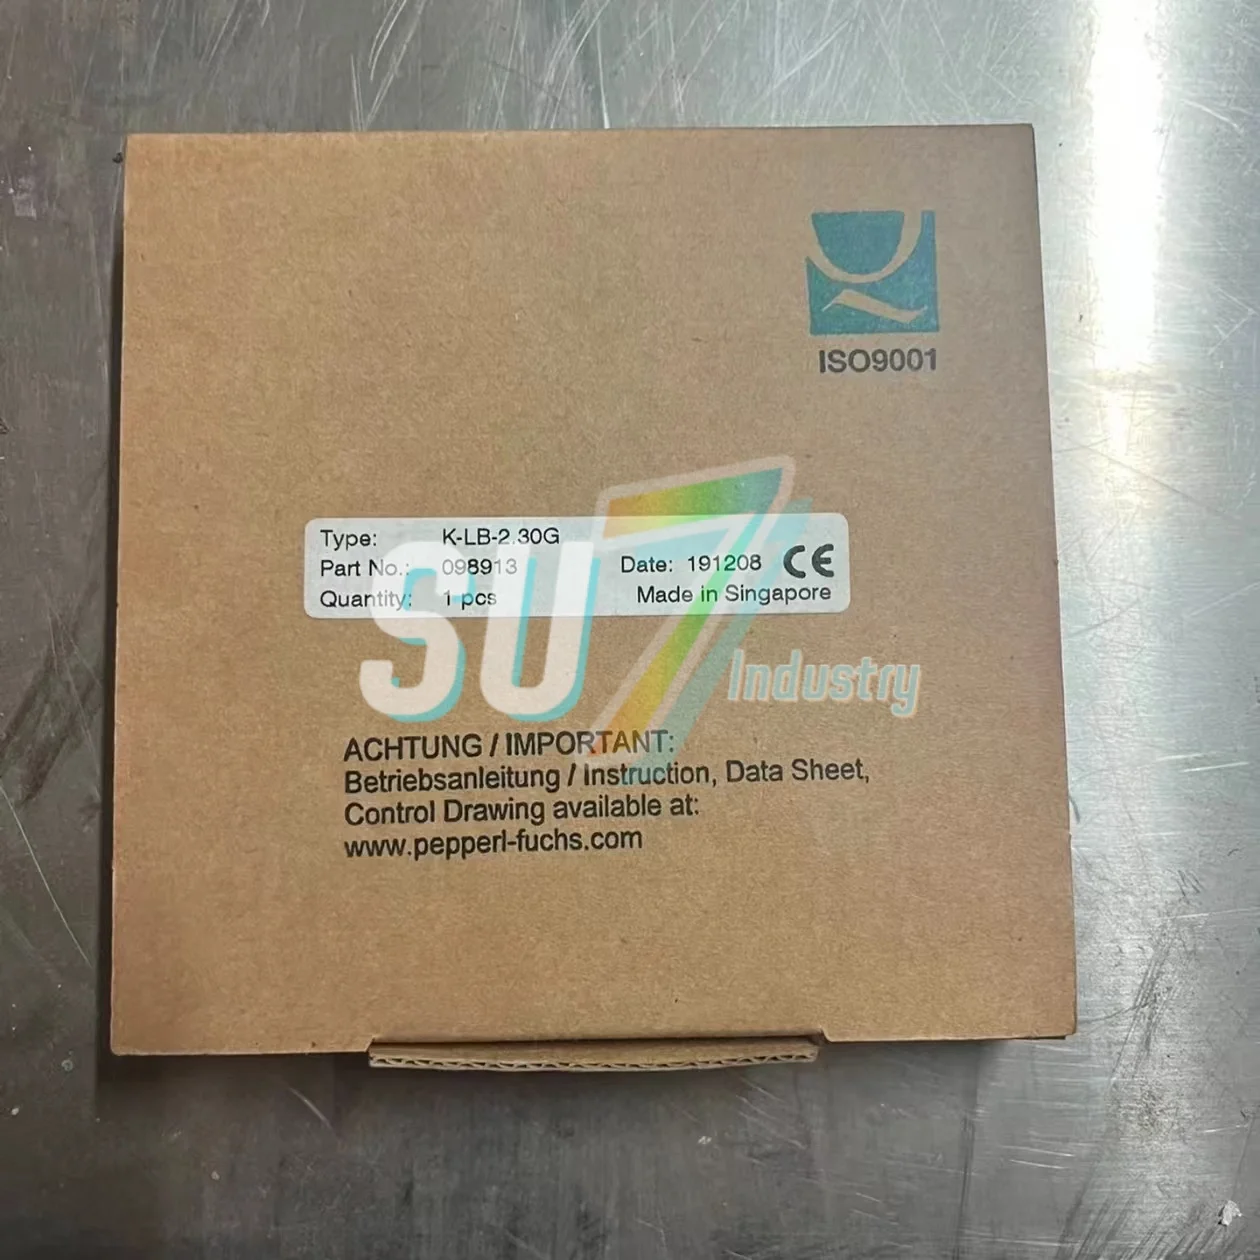 ISO9001
Type: K-LB-2.30G
Part No.: 098913 Date: 191208 CE
Quantity: 1 pcs Made in Singapore
SU7 Industry
ACHTUNG / IMPORTANT:
Betriebsanleitung / Instruction, Data Sheet,
Control Drawing available at:
www.pepperl-fuchs.com